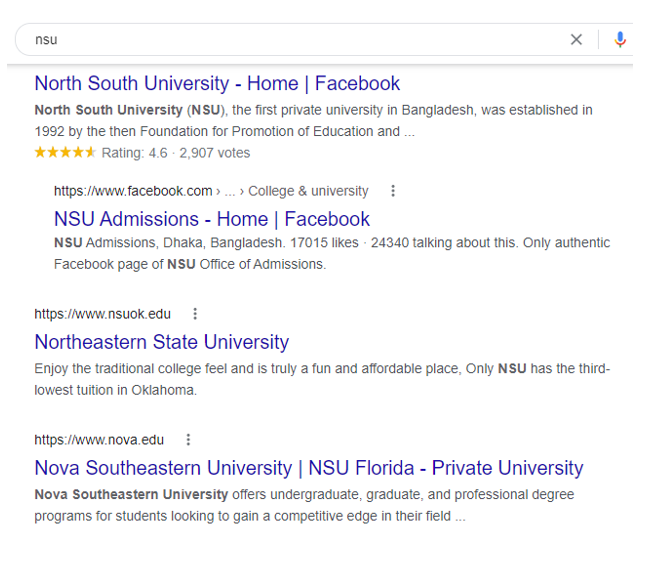 nsu
North South University - Home | Facebook
North South University (NSU), the first private university in Bangladesh, was established in
1992 by the then Foundation for Promotion of Education and ...
Rating: 4.6 · 2,907 votes
https://www.facebook.com › ... › College & university
NSU Admissions - Home | Facebook
NSU Admissions, Dhaka, Bangladesh. 17015 likes · 24340 talking about this. Only authentic
Facebook page of NSU Office of Admissions.
https://www.nsuok.edu
Northeastern State University
Enjoy the traditional college feel and is truly a fun and affordable place, Only NSU has the third-
lowest tuition in Oklahoma.
https://www.nova.edu
Nova Southeastern University | NSU Florida - Private University
Nova Southeastern University offers undergraduate, graduate, and professional degree
programs for students looking to gain a competitive edge in their field ...